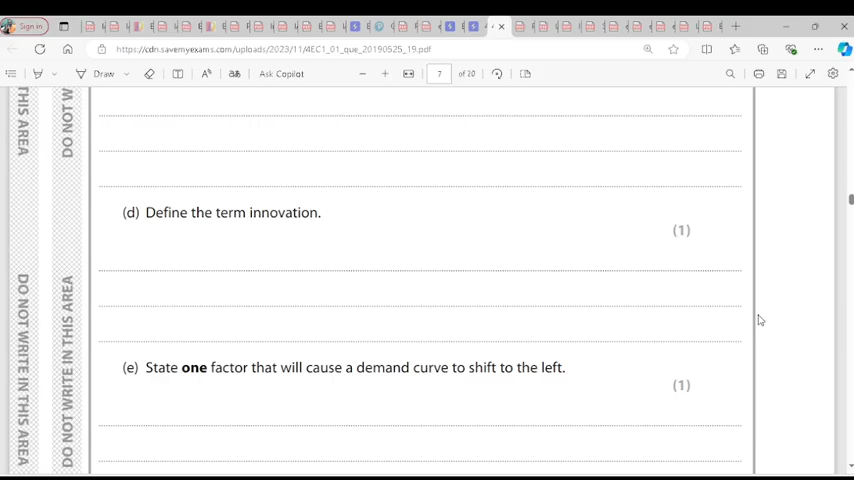 Sign in
https://cdn.savemyexams.com/uploads/2023/11/4EC1_01_que_20190525_19.pdf
Draw
Ask Copilot
7 of 20
THIS AREA
DO NOT W
(d) Define the term innovation.
(1)
DO NOT WRITE IN THIS AREA
DO NOT WRITE IN THIS AREA
(e) State one factor that will cause a demand curve to shift to the left.
(1)